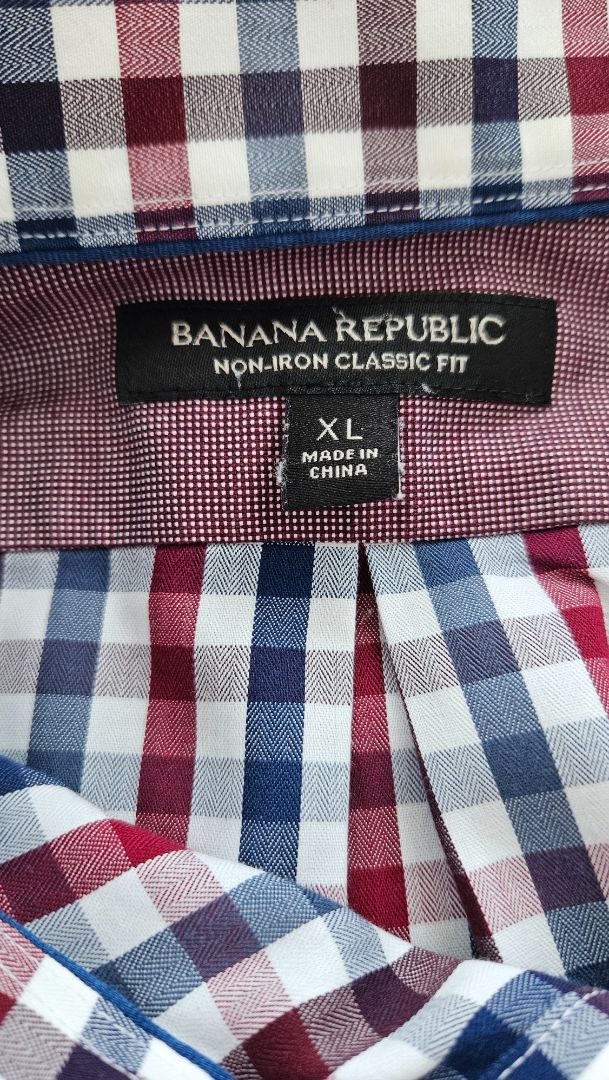 BANANA REPUBLIC
NON-IRON CLASSIC FIT
XL
MADE IN
CHINA